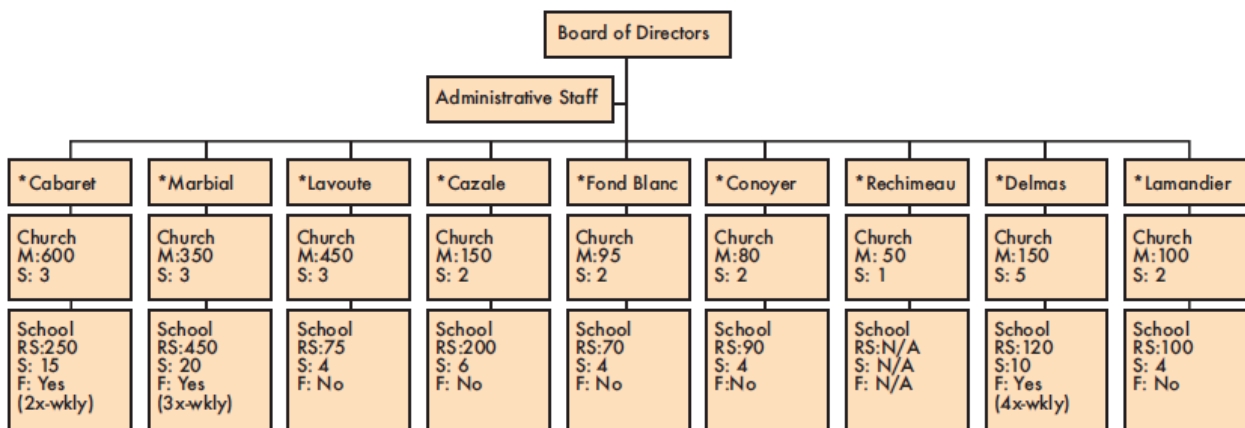 Board of Directors
Administrative Staff
*Cabaret
*Marbial
*Lavoute
*Cazale
*Fond Blanc
*Conoyer
*Rechimeau
*Delmas
*Lamandier
Church
M:600
S: 3
Church
M:350
S: 3
Church
M:450
S: 3
Church
M:150
S: 2
Church
M:95
S: 2
Church
M:80
S: 2
Church
M: 50
S: 1
Church
M:150
S: 5
Church
M:100
S: 2
School
RS:250
S: 15
F: Yes
(2x-wkly)
School
RS:450
S: 20
F: Yes
(3x-wkly)
School
RS:75
S: 4
F: No
School
RS:200
S: 6
F: No
School
RS:70
S: 4
F: No
School
RS:90
S: 4
F:No
School
RS:N/A
S: N/A
F: N/A
School
RS:120
S:10
F: Yes
(4x-wkly)
School
RS:100
S: 4
F: No